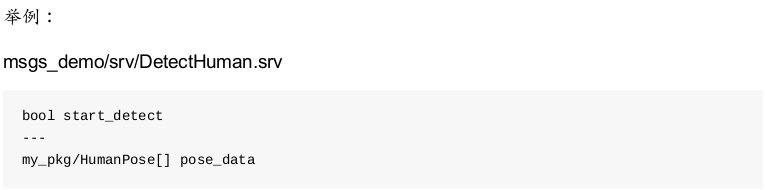 举例：
msgs_demo/srv/DetectHuman.srv
bool start_detect
---
my_pkg/HumanPose[] pose_data